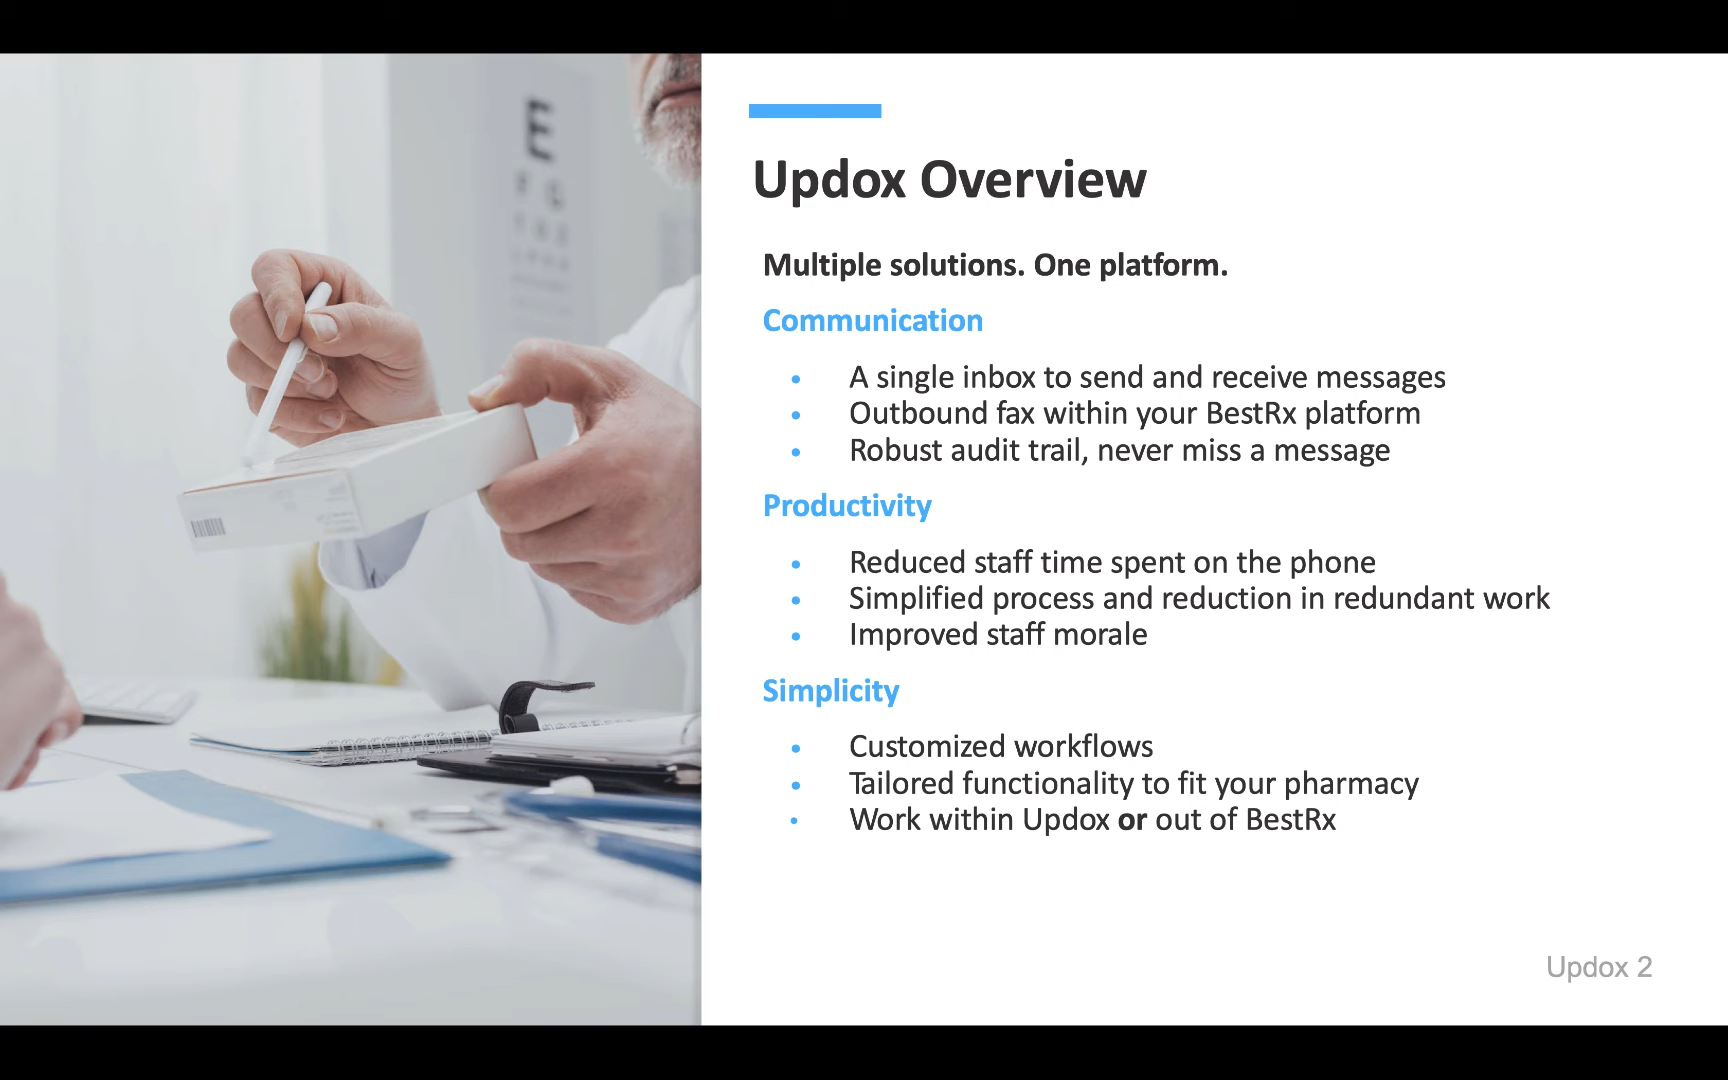 E
F G
Updox Overview
Multiple solutions. One platform.
Communication
• A single inbox to send and receive messages
• Outbound fax within your BestRx platform
• Robust audit trail, never miss a message
Productivity
• Reduced staff time spent on the phone
• Simplified process and reduction in redundant work
• Improved staff morale
Simplicity
• Customized workflows
• Tailored functionality to fit your pharmacy
• Work within Updox or out of BestRx
Updox 2